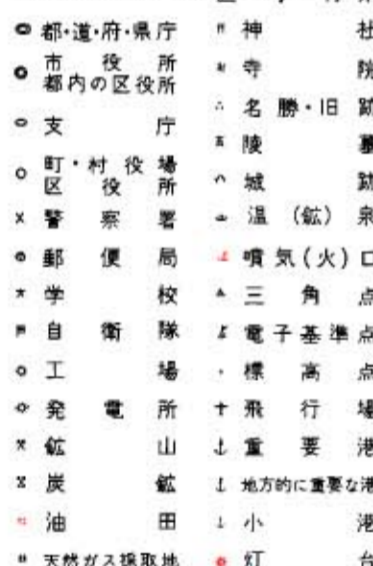 都・道・府・県庁
市役所
都内の区役所
支庁
町・村役場
区役所
警察署
郵便局
学校
自衛隊
工場
発電所
鉱山
炭鉱
油田
天然ガス採取地
神社
寺院
名勝・旧跡
陵墓
城跡
温(鉱)泉
噴気(火)口
三角点
電子基準点
標高点
飛行場
重要港
地方的に重要な港
小港
灯台